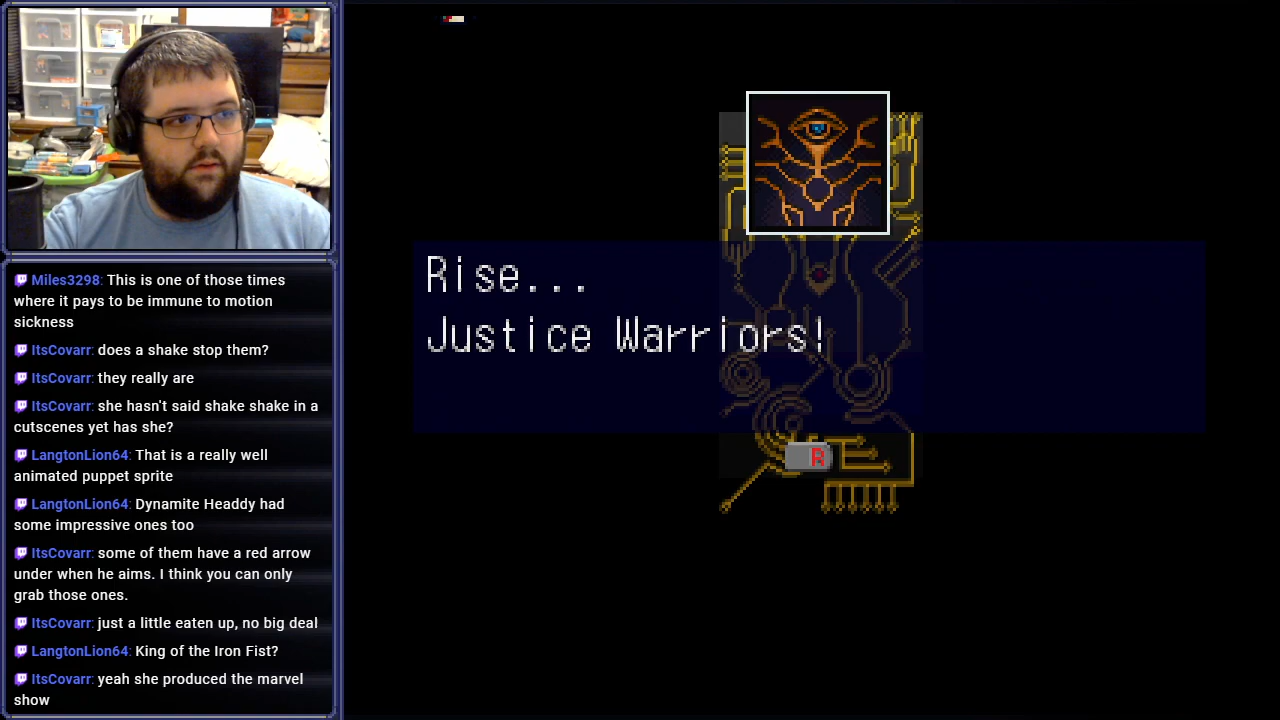 Miles3298: This is one of those times
where it pays to be immune to motion
sickness
ItsCovarr: does a shake stop them?
ItsCovarr: they really are
ItsCovarr: she hasn't said shake shake in a
cutscenes yet has she?
LangtonLion64: That is a really well
animated puppet sprite
LangtonLion64: Dynamite Headdy had
some impressive ones too
ItsCovarr: some of them have a red arrow
under when he aims. I think you can only
grab those ones.
ItsCovarr: just a little eaten up, no big deal
LangtonLion64: King of the Iron Fist?
ItsCovarr: yeah she produced the marvel
show
Rise...
Justice Warriors!
R